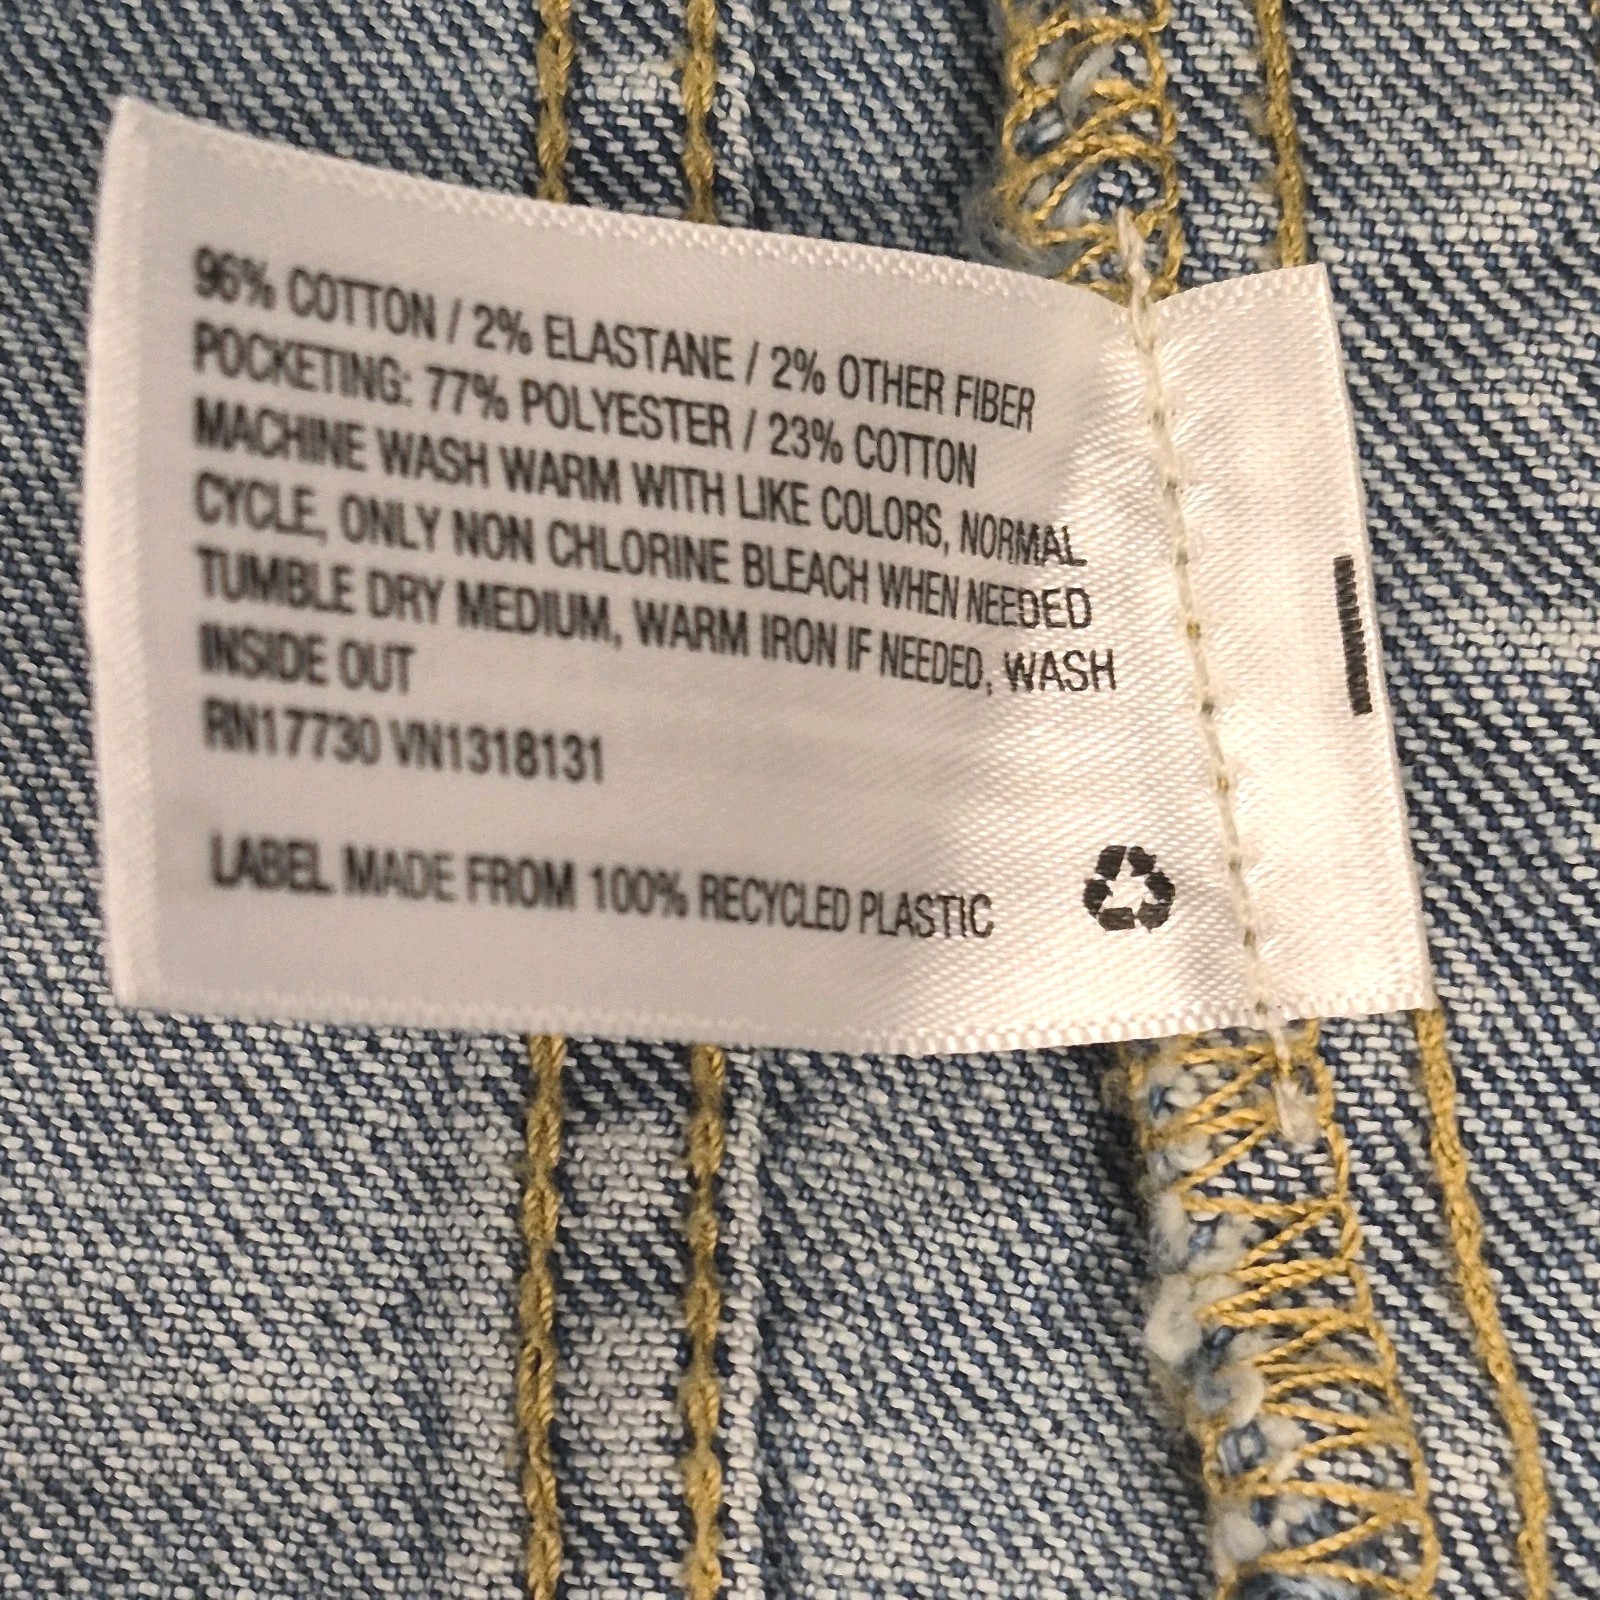 96% COTTON / 2% ELASTANE / 2% OTHER FIBER
POCKETING: 77% POLYESTER / 23% COTTON
MACHINE WASH WARM WITH LIKE COLORS, NORMAL
CYCLE, ONLY NON CHLORINE BLEACH WHEN NEEDED
TUMBLE DRY MEDIUM, WARM IRON IF NEEDED, WASH
INSIDE OUT
RN17730 VN1318131
LABEL MADE FROM 100% RECYCLED PLASTIC